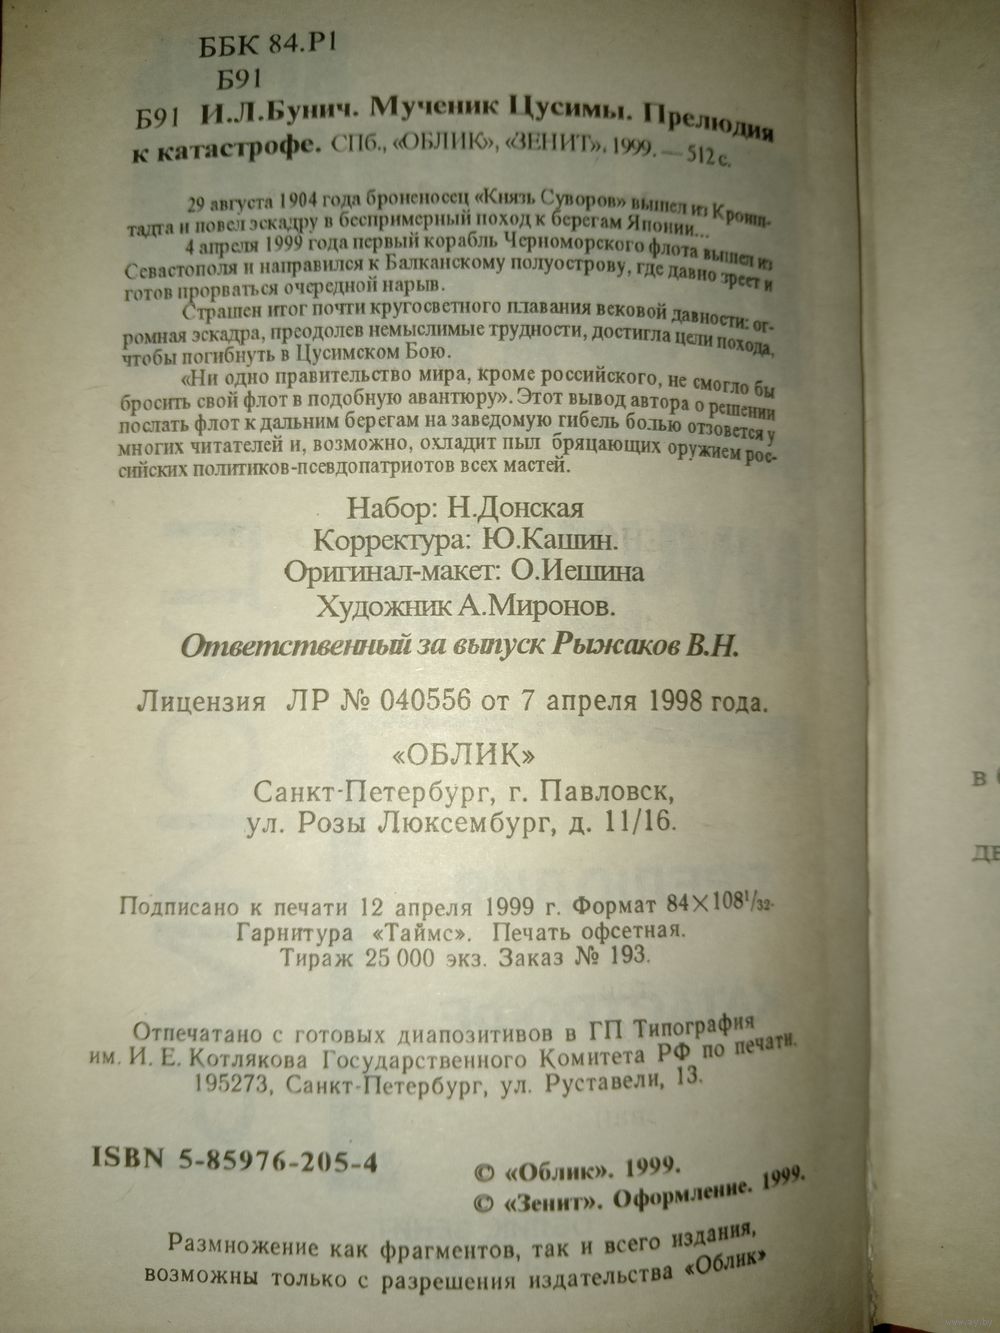 ББК 84.Р1
Б91
Б91 И.Л.Бунич. Мученик Цусимы. Прелюдия
к катастрофе. СПб., «ОБЛИК», «ЗЕНИТ», 1999. — 512 с.
29 августа 1904 года броненосец «Князь Суворов» вышел из Кронш-
тадта и повел эскадру в беспримерный поход к берегам Японии...
4 апреля 1999 года первый корабль Черноморского флота вышел из
Севастополя и направился к Балканскому полуострову, где давно зреет и
готов прорваться очередной нарыв.
Страшен итог почти кругосветного плавания вековой давности: ог-
ромная эскадра, преодолев немыслимые трудности, достигла цели похода,
чтобы погибнуть в Цусимском Бою.
«Ни одно правительство мира, кроме российского, не смогло бы
бросить свой флот в подобную авантюру». Этот вывод автора о решении
послать флот к дальним берегам на заведомую гибель болью отзовется у
многих читателей и, возможно, охладит пыл бряцающих оружием рос-
сийских политиков-псевдопатриотов всех мастей.
Набор: Н.Донская
Корректура: Ю.Кашин.
Оригинал-макет: О.Иешина
Художник А.Миронов.
Ответственный за выпуск Рыжаков В.Н.
Лицензия ЛР № 040556 от 7 апреля 1998 года.
«ОБЛИК»
Санкт-Петербург, г. Павловск,
ул. Розы Люксембург, д. 11/16.
Подписано к печати 12 апреля 1999 г. Формат 84×108¹/₃₂.
Гарнитура «Таймс». Печать офсетная.
Тираж 25 000 экз. Заказ № 193.
Отпечатано с готовых диапозитивов в ГП Типография
им. И. Е. Котлякова Государственного Комитета РФ по печати.
195273, Санкт-Петербург, ул. Руставели, 13.
ISBN 5-85976-205-4
© «Облик». 1999.
© «Зенит». Оформление. 1999.
Размножение как фрагментов, так и всего издания,
возможны только с разрешения издательства «Облик»
www.ay.by